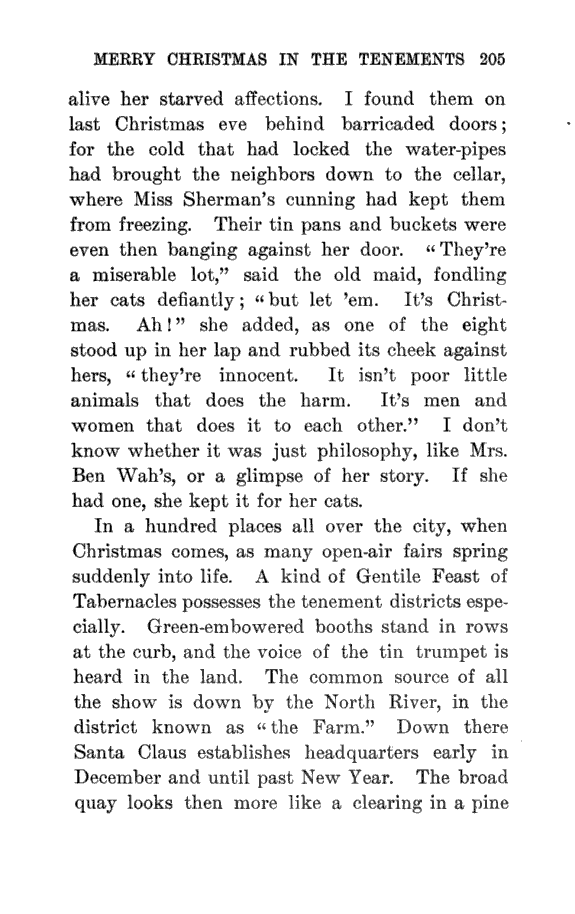 MERRY CHRISTMAS IN THE TENEMENTS 205
alive her starved affections. I found them on
last Christmas eve behind barricaded doors;
for the cold that had locked the water-pipes
had brought the neighbors down to the cellar,
where Miss Sherman's cunning had kept them
from freezing. Their tin pans and buckets were
even then banging against her door. "They're
a miserable lot," said the old maid, fondling
her cats defiantly; "but let 'em. It's Christ-
mas. Ah!" she added, as one of the eight
stood up in her lap and rubbed its cheek against
hers, "they're innocent. It isn't poor little
animals that does the harm. It's men and
women that does it to each other." I don't
know whether it was just philosophy, like Mrs.
Ben Wah's, or a glimpse of her story. If she
had one, she kept it for her cats.
In a hundred places all over the city, when
Christmas comes, as many open-air fairs spring
suddenly into life. A kind of Gentile Feast of
Tabernacles possesses the tenement districts espe-
cially. Green-embowered booths stand in rows
at the curb, and the voice of the tin trumpet is
heard in the land. The common source of all
the show is down by the North River, in the
district known as "the Farm." Down there
Santa Claus establishes headquarters early in
December and until past New Year. The broad
quay looks then more like a clearing in a pine